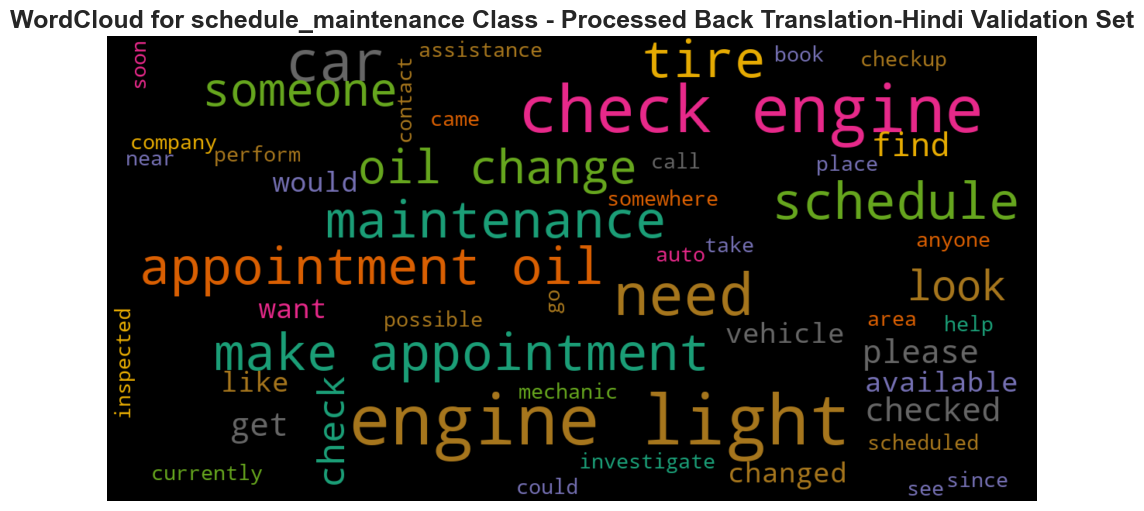 WordCloud for schedule_maintenance Class - Processed Back Translation-Hindi Validation Set
soon
car
assistance
tire
book
checkup
someone
contact
check engine
came
company
find
near
perform
oil change
call
place
would
somewhere
schedule
maintenance
auto
take
anyone
appointment oil
need
look
want
go
possible
area
help
inspected
make appointment
vehicle
please
like
check
mechanic
available
get
engine light
checked
scheduled
currently
investigate
changed
could
see
since